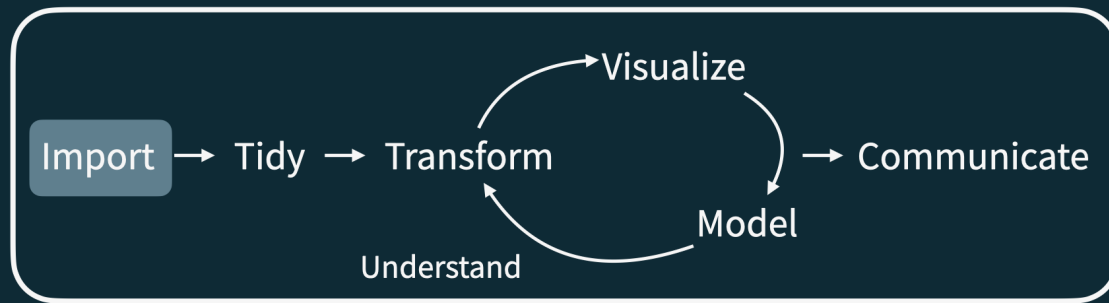 Visualize
Import
Tidy
Transform
Communicate
Model
Understand